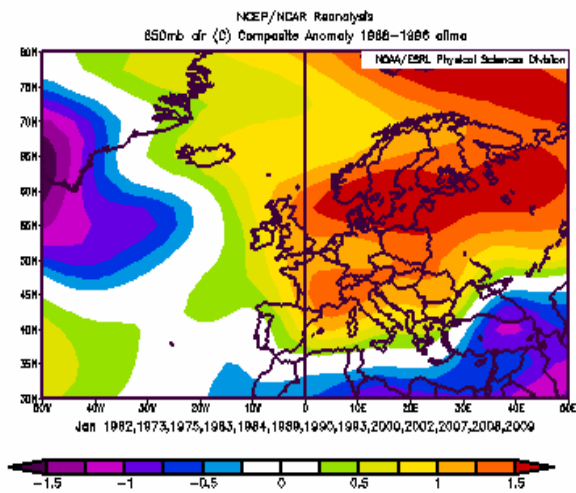 NCEP/NCAR Reanalysis
850mb air (C) Composite Anomaly 1968-1996 clima
NOAA/ESRL Physical Sciences Division
80N
75N
70N
65N
60N
55N
50N
45N
40N
35N
30N
50W 40W 30W 20W 10W 0 10E 20E 30E 40E 50E
Jan 1962,1973,1975,1983,1984,1989,1990,1993,2000,2002,2007,2008,2009
-1.5 -1 -0.5 0 0.5 1 1.5